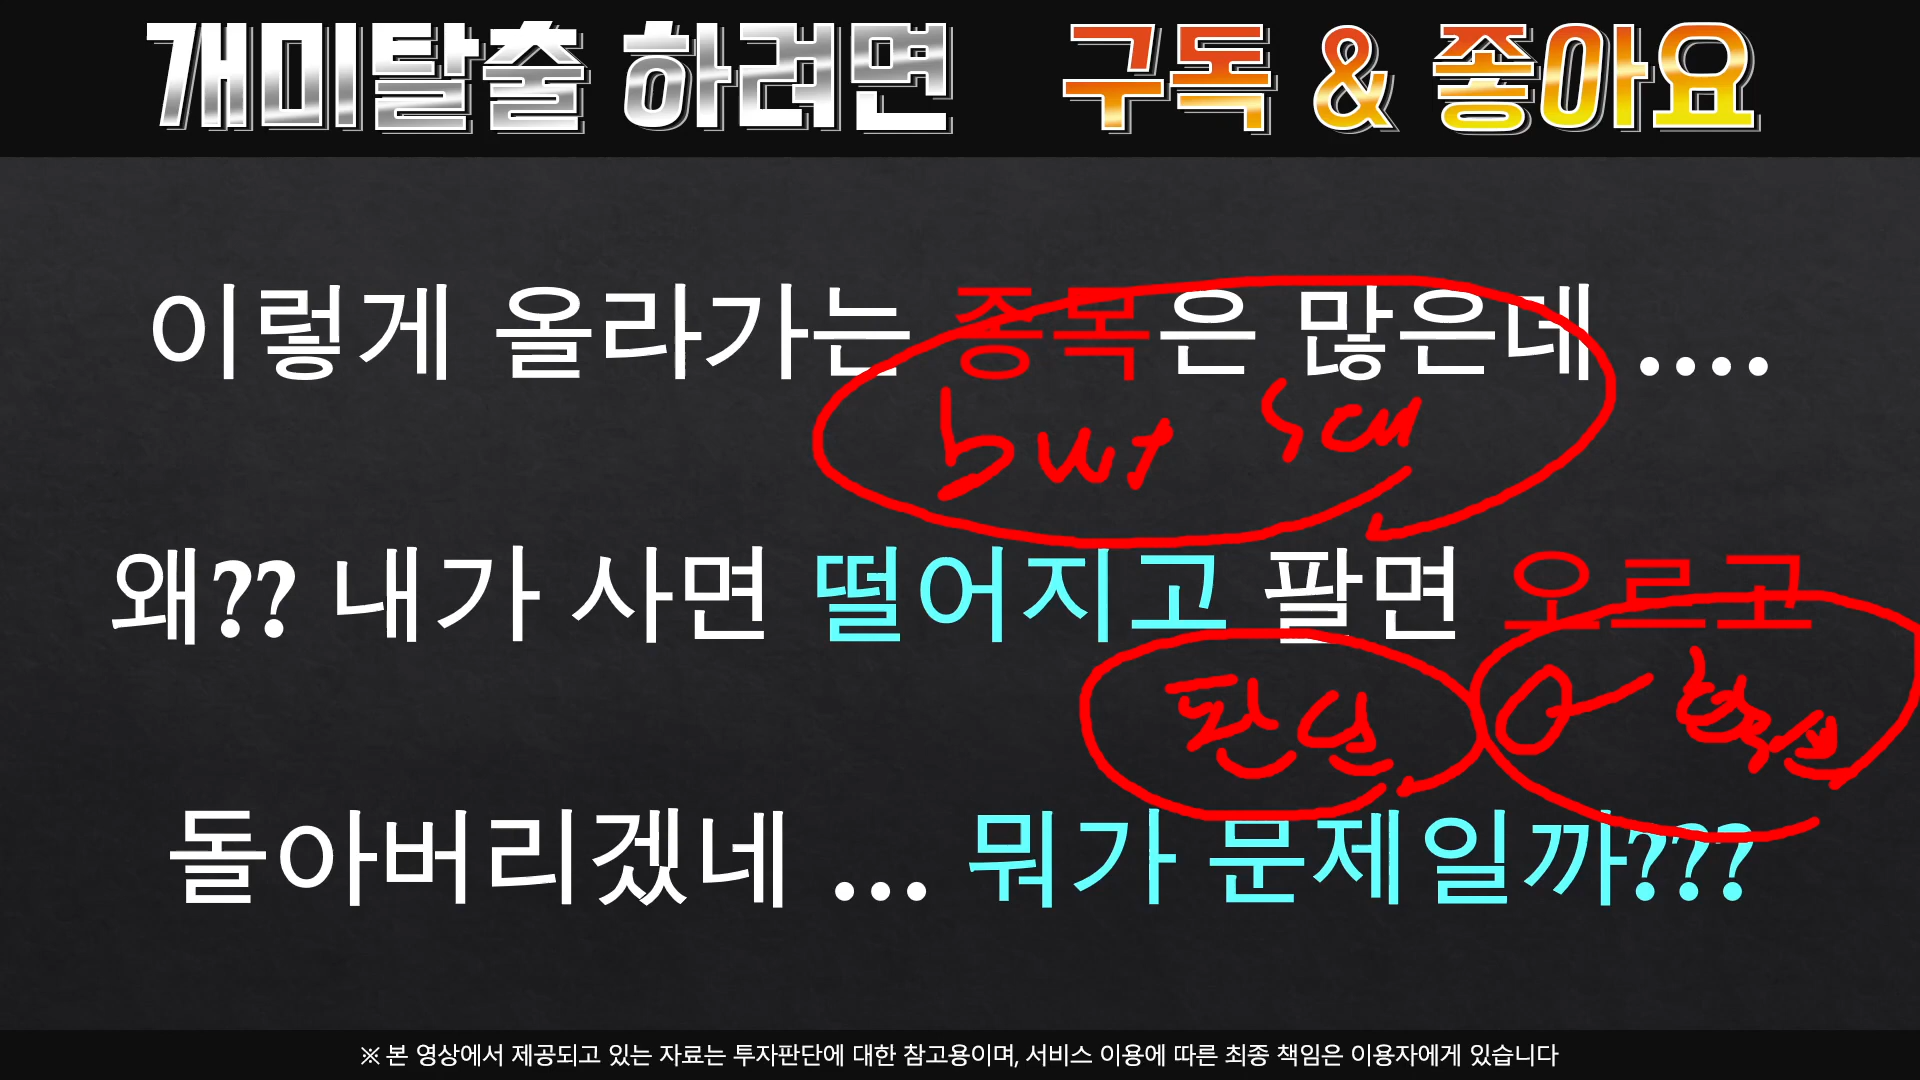 개미탈출 하려면 구독 & 좋아요
이렇게 올라가는 종목은 많은데 ....
but
왜?? 내가 사면 떨어지고 팔면 오르고
판단
돌아버리겠네 ... 뭐가 문제일까???
※ 본 영상에서 제공되고 있는 자료는 투자판단에 대한 참고용이며, 서비스 이용에 따른 최종 책임은 이용자에게 있습니다